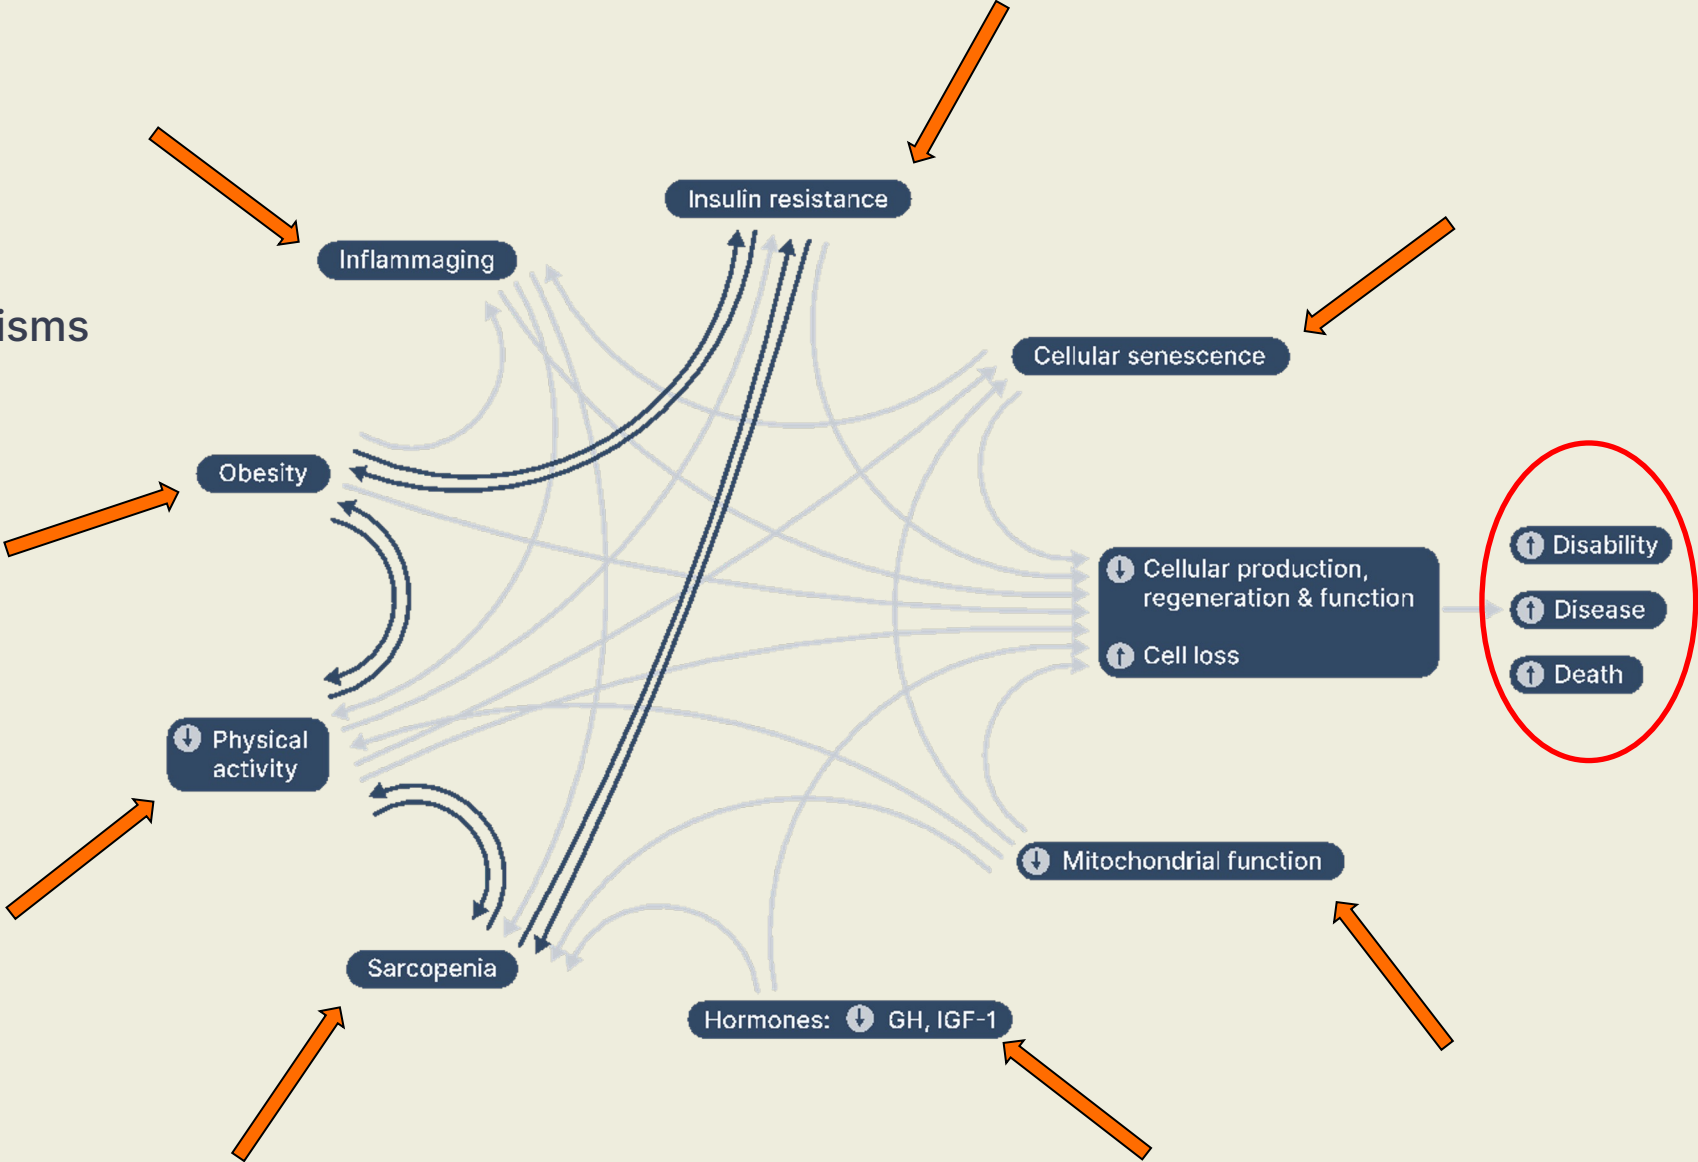 Insulin resistance
Inflammaging
isms
Cellular senescence
Obesity
↓ Cellular production,
regeneration & function
↑ Cell loss
↑ Disability
↑ Disease
↑ Death
↓ Physical
activity
↓ Mitochondrial function
Sarcopenia
Hormones: ↓ GH, IGF-1